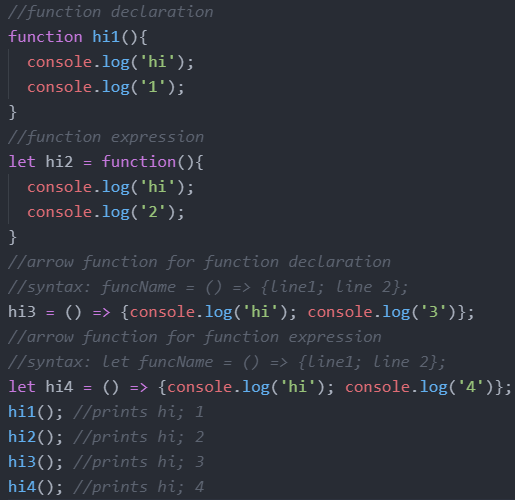 //function declaration
function hi1(){
  console.log('hi');
  console.log('1');
}
//function expression
let hi2 = function(){
  console.log('hi');
  console.log('2');
}
//arrow function for function declaration
//syntax: funcName = () => {line1; line 2};
hi3 = () => {console.log('hi'); console.log('3')};
//arrow function for function expression
//syntax: let funcName = () => {line1; line 2};
let hi4 = () => {console.log('hi'); console.log('4')};
hi1(); //prints hi; 1
hi2(); //prints hi; 2
hi3(); //prints hi; 3
hi4(); //prints hi; 4